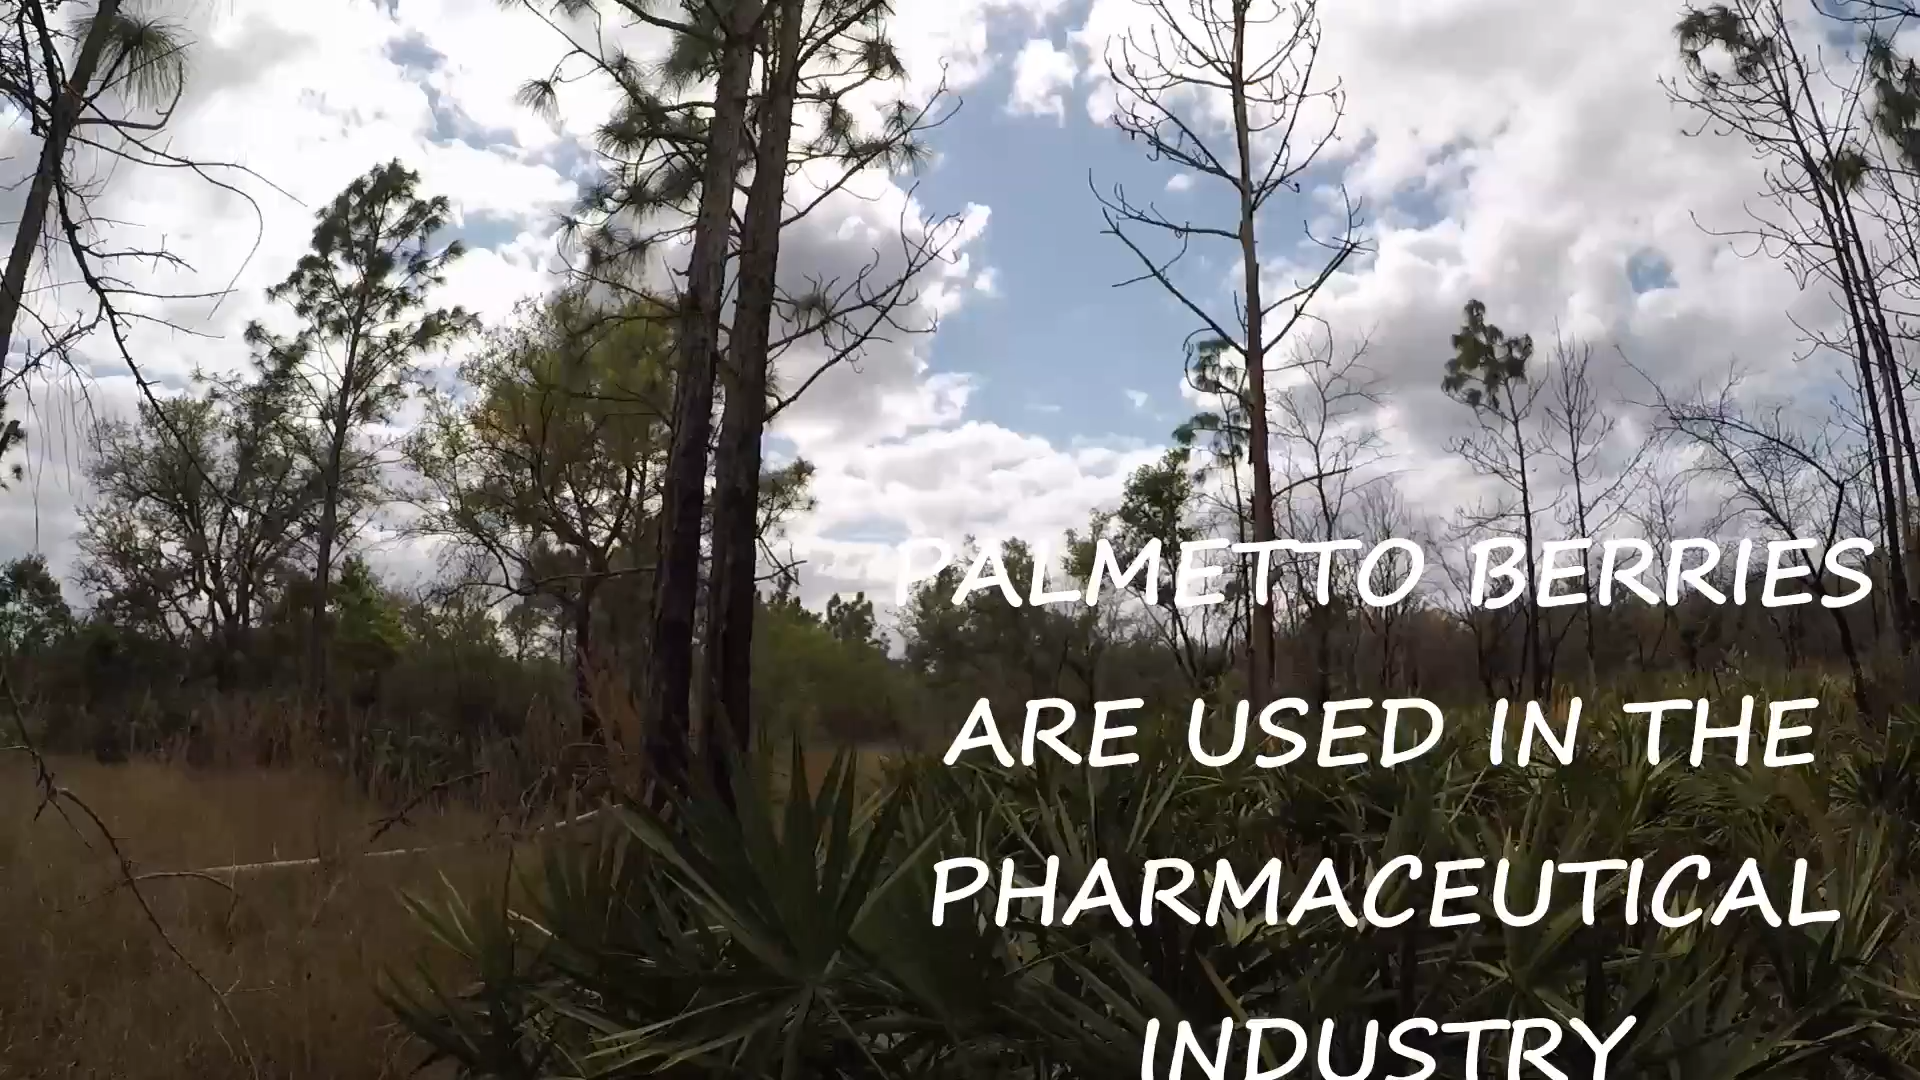 PALMETTO BERRIES
ARE USED IN THE
PHARMACEUTICAL
INDUSTRY